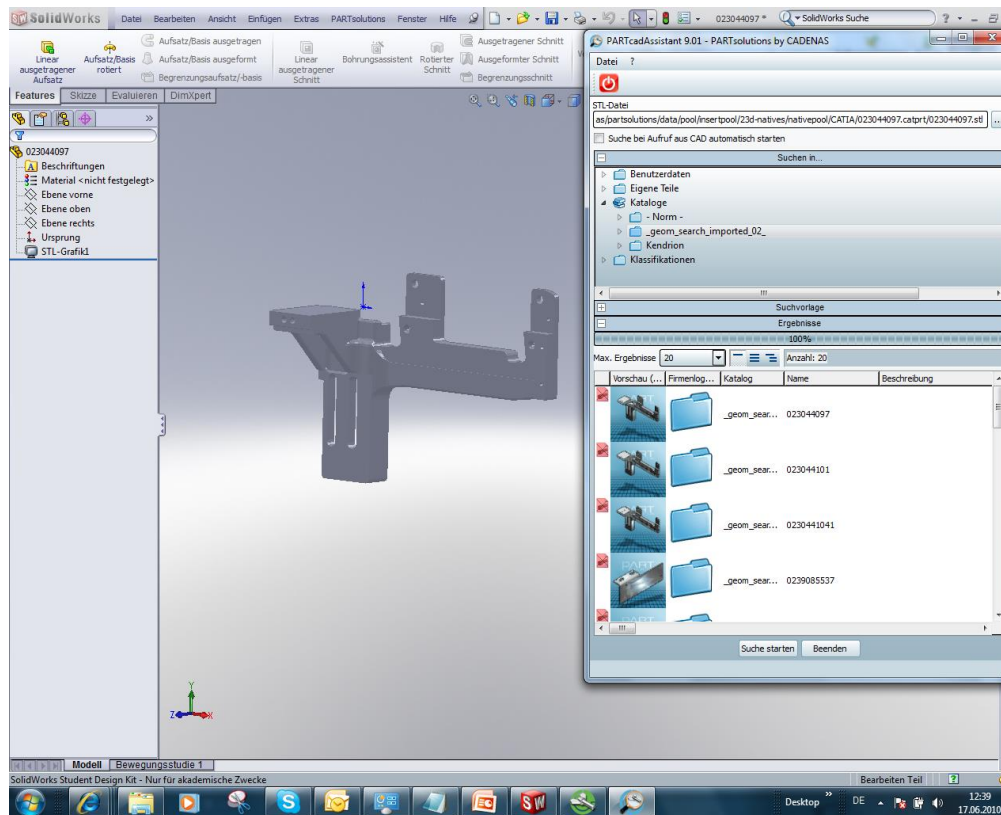 SolidWorks Datei Bearbeiten Ansicht Einfügen Extras PARTsolutions Fenster Hilfe 023044097 * SolidWorks Suche ?
Linear ausgetragener Aufsatz
Aufsatz/Basis rotiert
Aufsatz/Basis ausgetragen
Aufsatz/Basis ausgeformt
Begrenzungsaufsatz/-basis
Linear ausgetragener Schnitt
Bohrungsassistent
Rotierter Schnitt
Ausgetragener Schnitt
Ausgeformter Schnitt
Begrenzungsschnitt
Features Skizze Evaluieren DimXpert
»
023044097
Beschriftungen
Material <nicht festgelegt>
Ebene vorne
Ebene oben
Ebene rechts
Ursprung
STL-Grafik1
Y
Z X
PARTcadAssistant 9.01 - PARTsolutions by CADENAS
Datei ?
STL-Datei
as/partsolutions/data/pool/insertpool/23d-natives/nativepool/CATIA/023044097.catprt/023044097.stl ...
Suche bei Aufruf aus CAD automatisch starten
Suchen in...
Benutzerdaten
Eigene Teile
Kataloge
- Norm -
_geom_search_imported_02_
Kendrion
Klassifikationen
Suchvorlage
Ergebnisse
100%
Max. Ergebnisse 20 Anzahl: 20
Vorschau (... Firmenlog... Katalog Name Beschreibung
_geom_sear... 023044097
_geom_sear... 023044101
_geom_sear... 0230441041
_geom_sear... 0239085537
Suche starten Beenden
Modell Bewegungsstudie 1
SolidWorks Student Design Kit - Nur für akademische Zwecke Bearbeiten Teil
Desktop » DE 12:39
17.06.2010